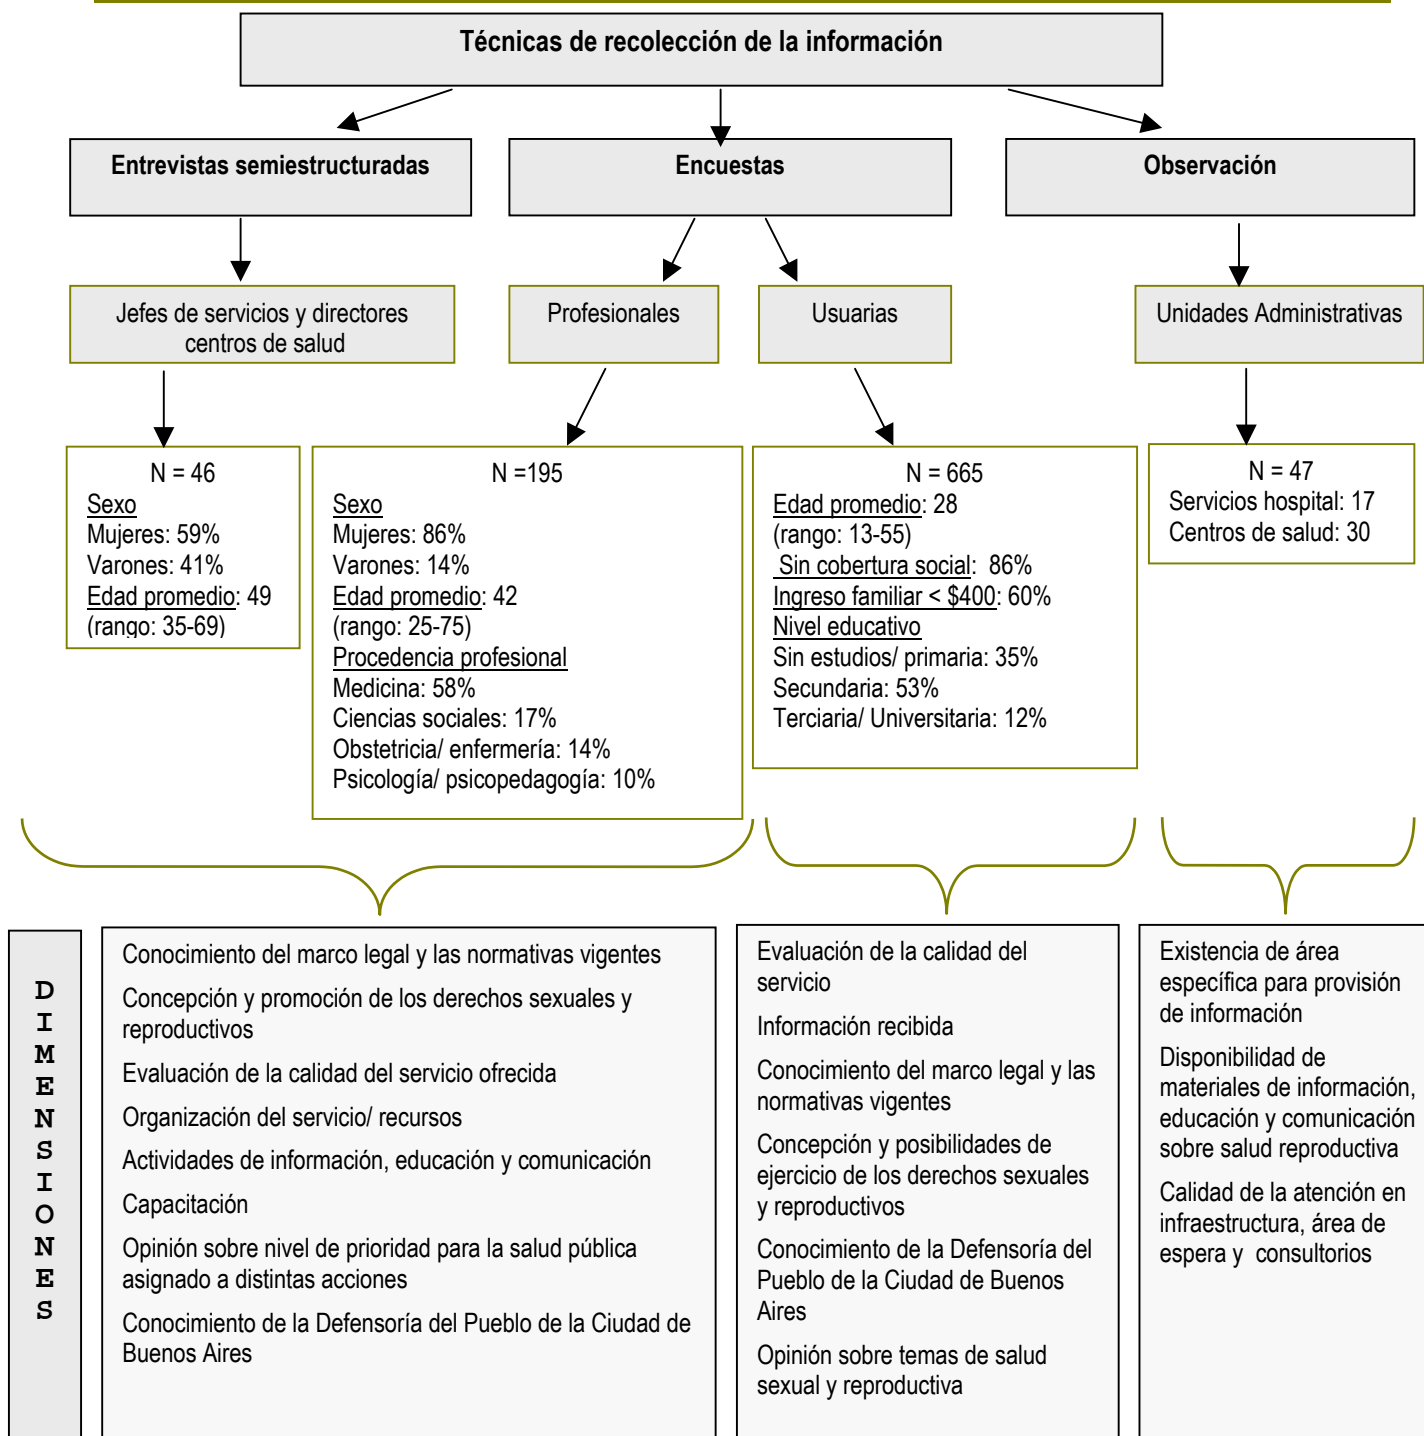 Técnicas de recolección de la información
Entrevistas semiestructuradas
Encuestas
Observación
Jefes de servicios y directores
centros de salud
Profesionales
Usuarias
Unidades Administrativas
N = 46
Sexo
Mujeres: 59%
Varones: 41%
Edad promedio: 49
(rango: 35-69)
N =195
Sexo
Mujeres: 86%
Varones: 14%
Edad promedio: 42
(rango: 25-75)
Procedencia profesional
Medicina: 58%
Ciencias sociales: 17%
Obstetricia/ enfermería: 14%
Psicología/ psicopedagogía: 10%
N = 665
Edad promedio: 28
(rango: 13-55)
Sin cobertura social:  86%
Ingreso familiar < $400: 60%
Nivel educativo
Sin estudios/ primaria: 35%
Secundaria: 53%
Terciaria/ Universitaria: 12%
N = 47
Servicios hospital: 17
Centros de salud: 30
D
I
M
E
N
S
I
O
N
E
S
Conocimiento del marco legal y las normativas vigentes
Concepción y promoción de los derechos sexuales y
reproductivos
Evaluación de la calidad del servicio ofrecida
Organización del servicio/ recursos
Actividades de información, educación y comunicación
Capacitación
Opinión sobre nivel de prioridad para la salud pública
asignado a distintas acciones
Conocimiento de la Defensoría del Pueblo de la Ciudad de
Buenos Aires
Evaluación de la calidad del
servicio
Información recibida
Conocimiento del marco legal y las
normativas vigentes
Concepción y posibilidades de
ejercicio de los derechos sexuales
y reproductivos
Conocimiento de la Defensoría del
Pueblo de la Ciudad de Buenos
Aires
Opinión sobre temas de salud
sexual y reproductiva
Existencia de área
específica para provisión
de información
Disponibilidad de
materiales de información,
educación y comunicación
sobre salud reproductiva
Calidad de la atención en
infraestructura, área de
espera y  consultorios